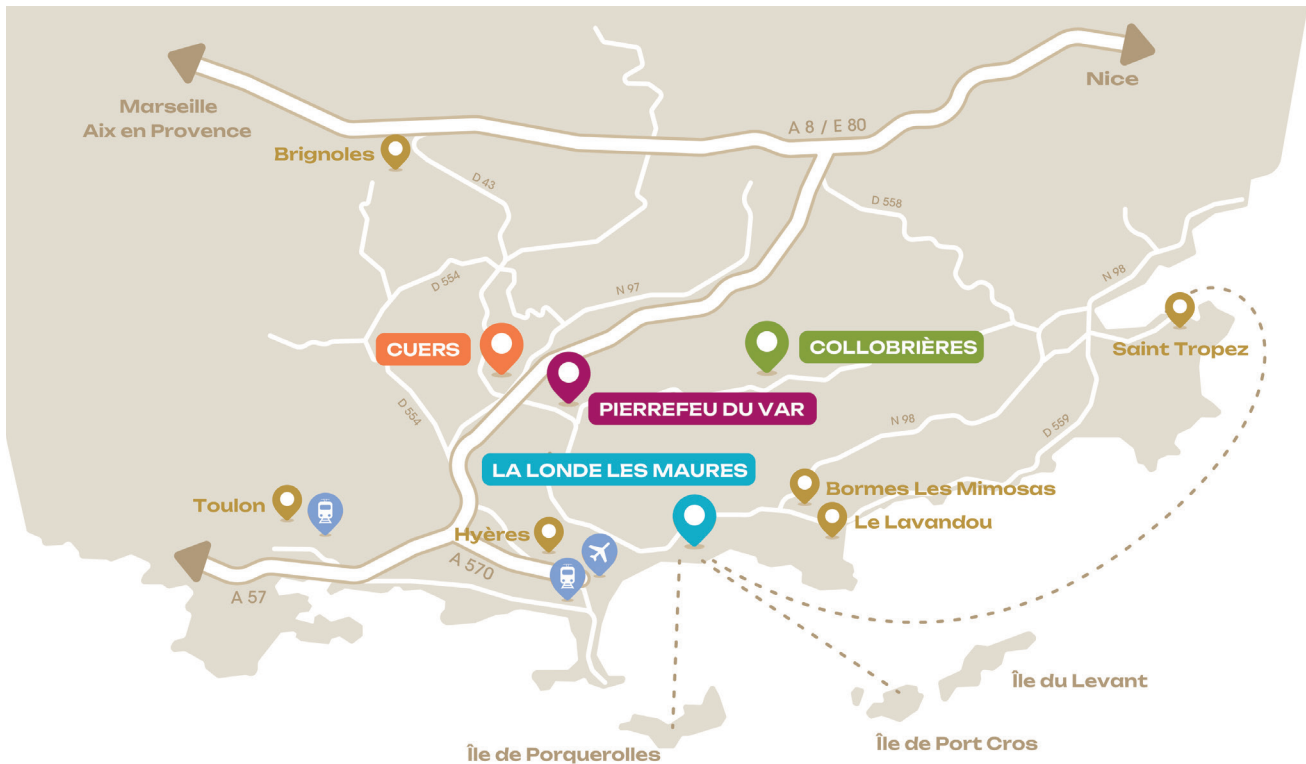 Marseille
Aix en Provence
Nice
A 8 / E 80
Brignoles
D 43
D 558
D 554
N 97
N 98
CUERS
COLLOBRIÈRES
Saint Tropez
PIERREFEU DU VAR
D 554
N 98
D 559
LA LONDE LES MAURES
Bormes Les Mimosas
Toulon
Le Lavandou
Hyères
A 570
A 57
Île du Levant
Île de Port Cros
Île de Porquerolles